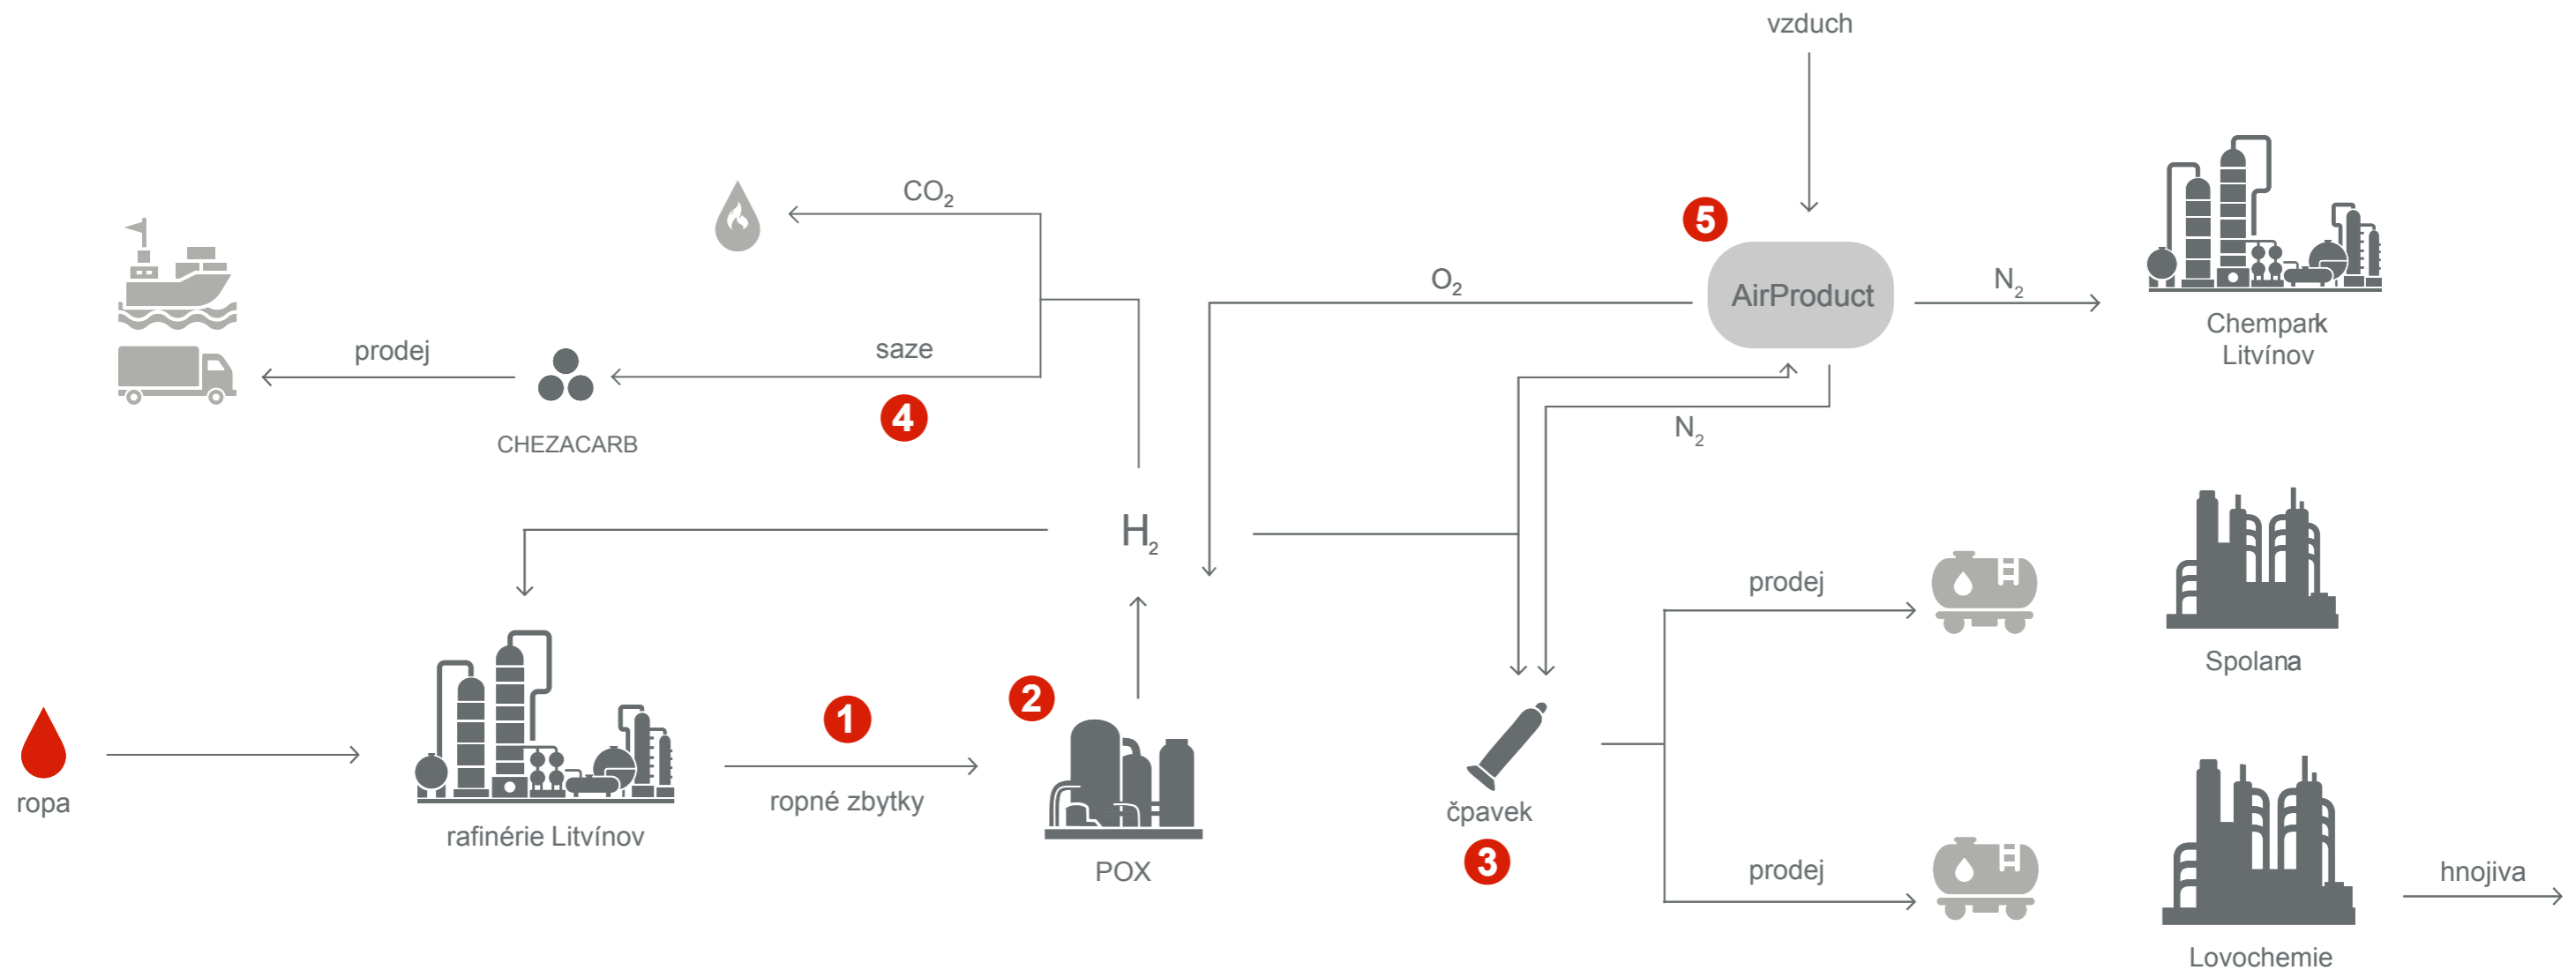 vzduch
CO₂
5
O₂
AirProduct
N₂
Chempark
Litvínov
prodej
saze
4
CHEZACARB
N₂
H₂
prodej
Spolana
1
2
ropa
ropné zbytky
rafinérie Litvínov
POX
čpavek
3
prodej
hnojiva
Lovochemie